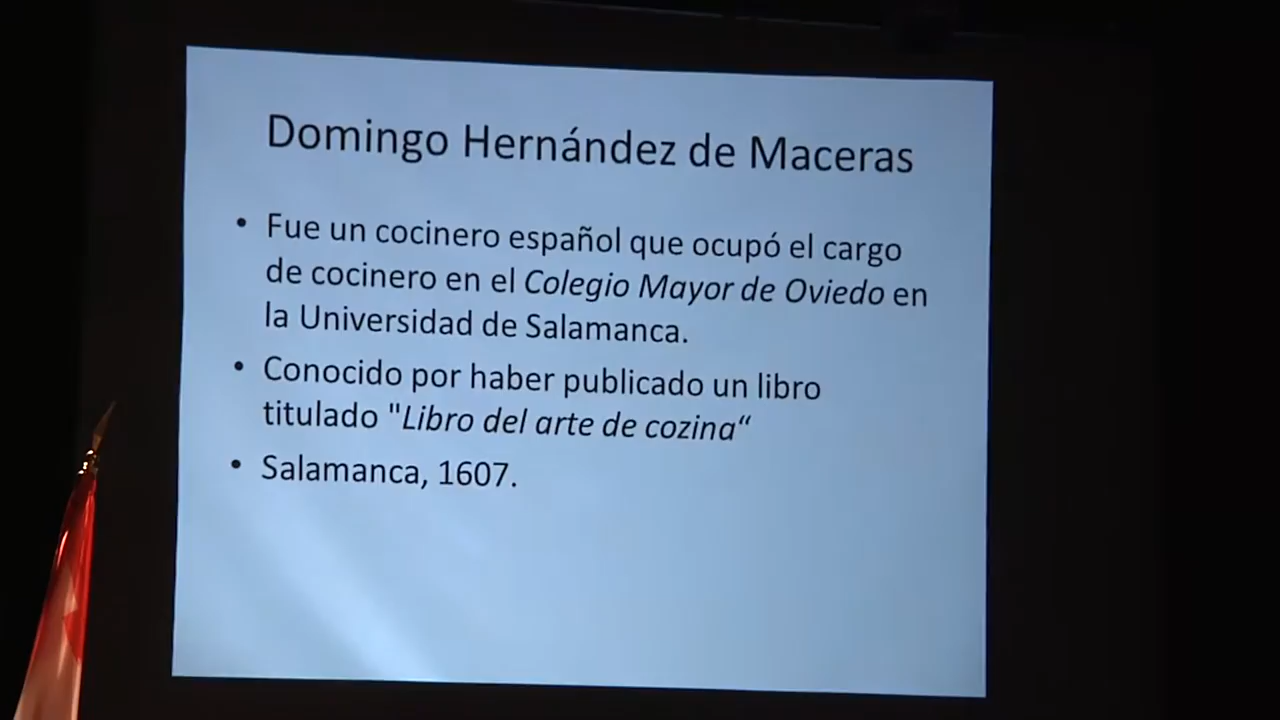 Domingo Hernández de Maceras
• Fue un cocinero español que ocupó el cargo
de cocinero en el Colegio Mayor de Oviedo en
la Universidad de Salamanca.
• Conocido por haber publicado un libro
titulado "Libro del arte de cozina“
• Salamanca, 1607.